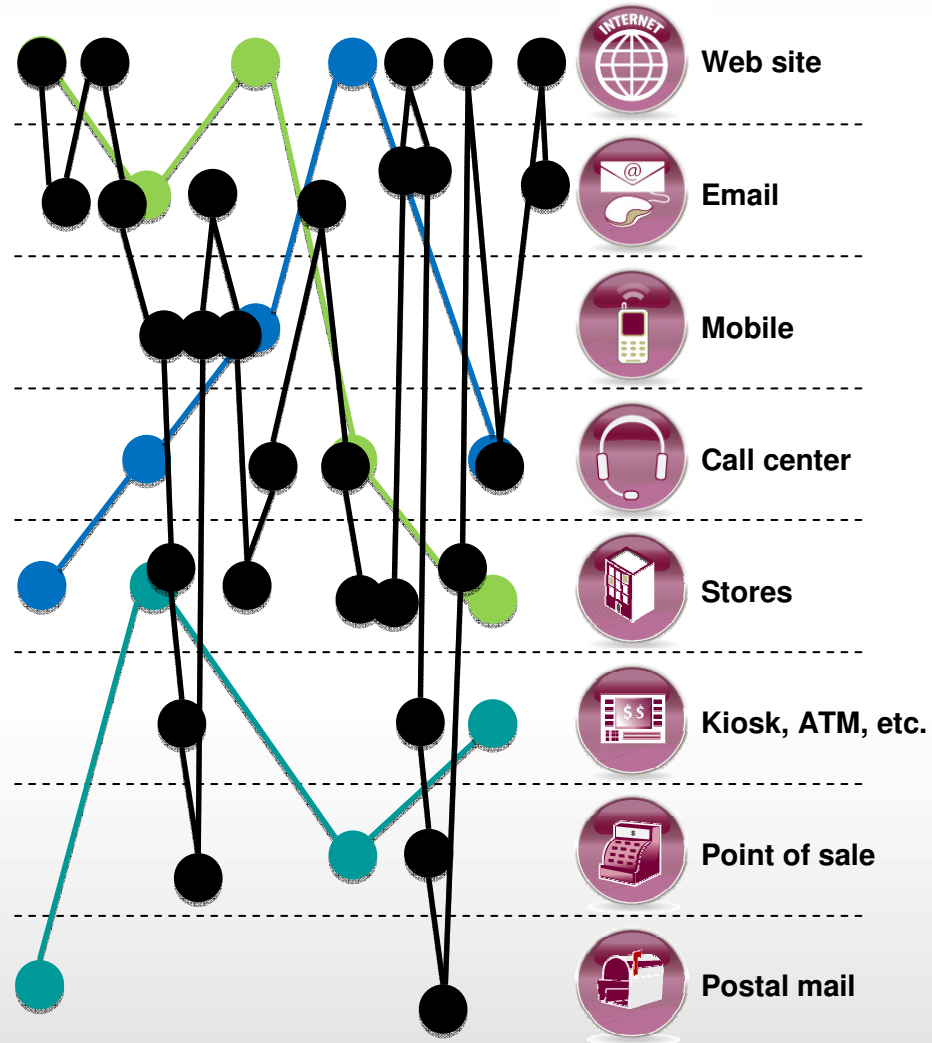 INTERNET
Web site
@
Email
Mobile
Call center
Stores
$ $
Kiosk, ATM, etc.
$
Point of sale
Postal mail